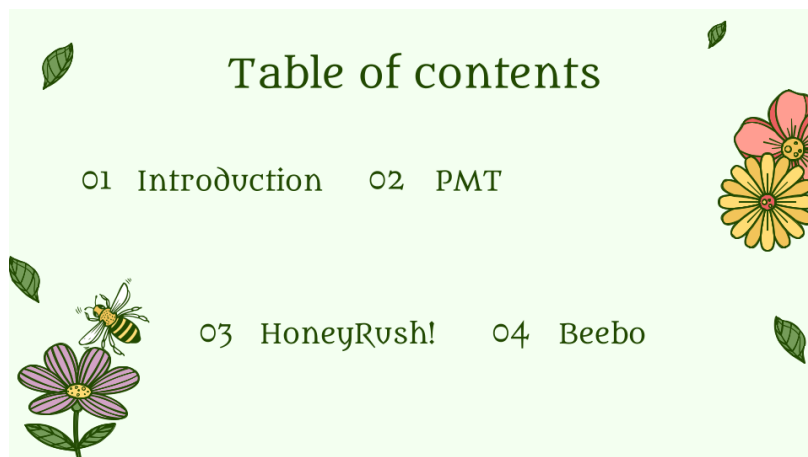 Table of contents
01 Introduction 02 PMT
03 HoneyRush! 04 Beebo